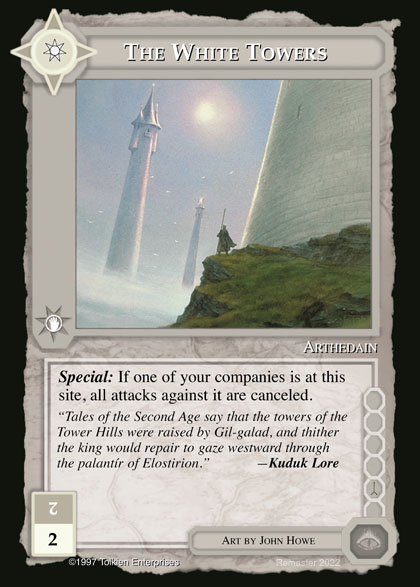 The White Towers
Arthedain
Special: If one of your companies is at this
site, all attacks against it are canceled.
“Tales of the Second Age say that the towers of the
Tower Hills were raised by Gil-galad, and thither
the king would repair to gaze westward through
the palantír of Elostirion.” —Kuduk Lore
2
2
Art by John Howe
©1997 Tolkien Enterprises
Remaster 2022